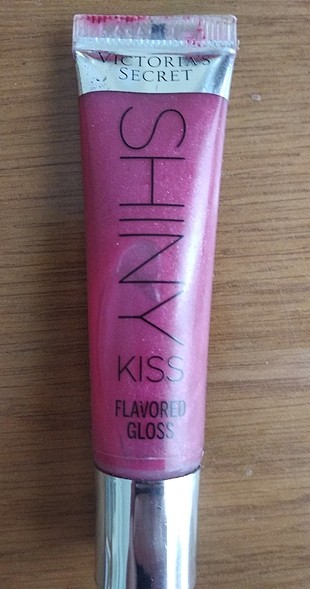 VICTORIA'S
SECRET
SHINY
KISS
FLAVORED
GLOSS